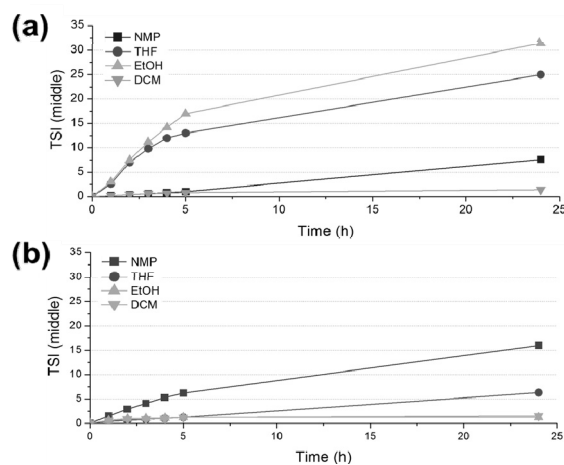 (a)
NMP
THF
EtOH
DCM
TSI (middle)
35
30
25
20
15
10
5
0
0 5 10 15 20 25
Time (h)
(b)
NMP
THF
EtOH
DCM
TSI (middle)
35
30
25
20
15
10
5
0
0 5 10 15 20 25
Time (h)